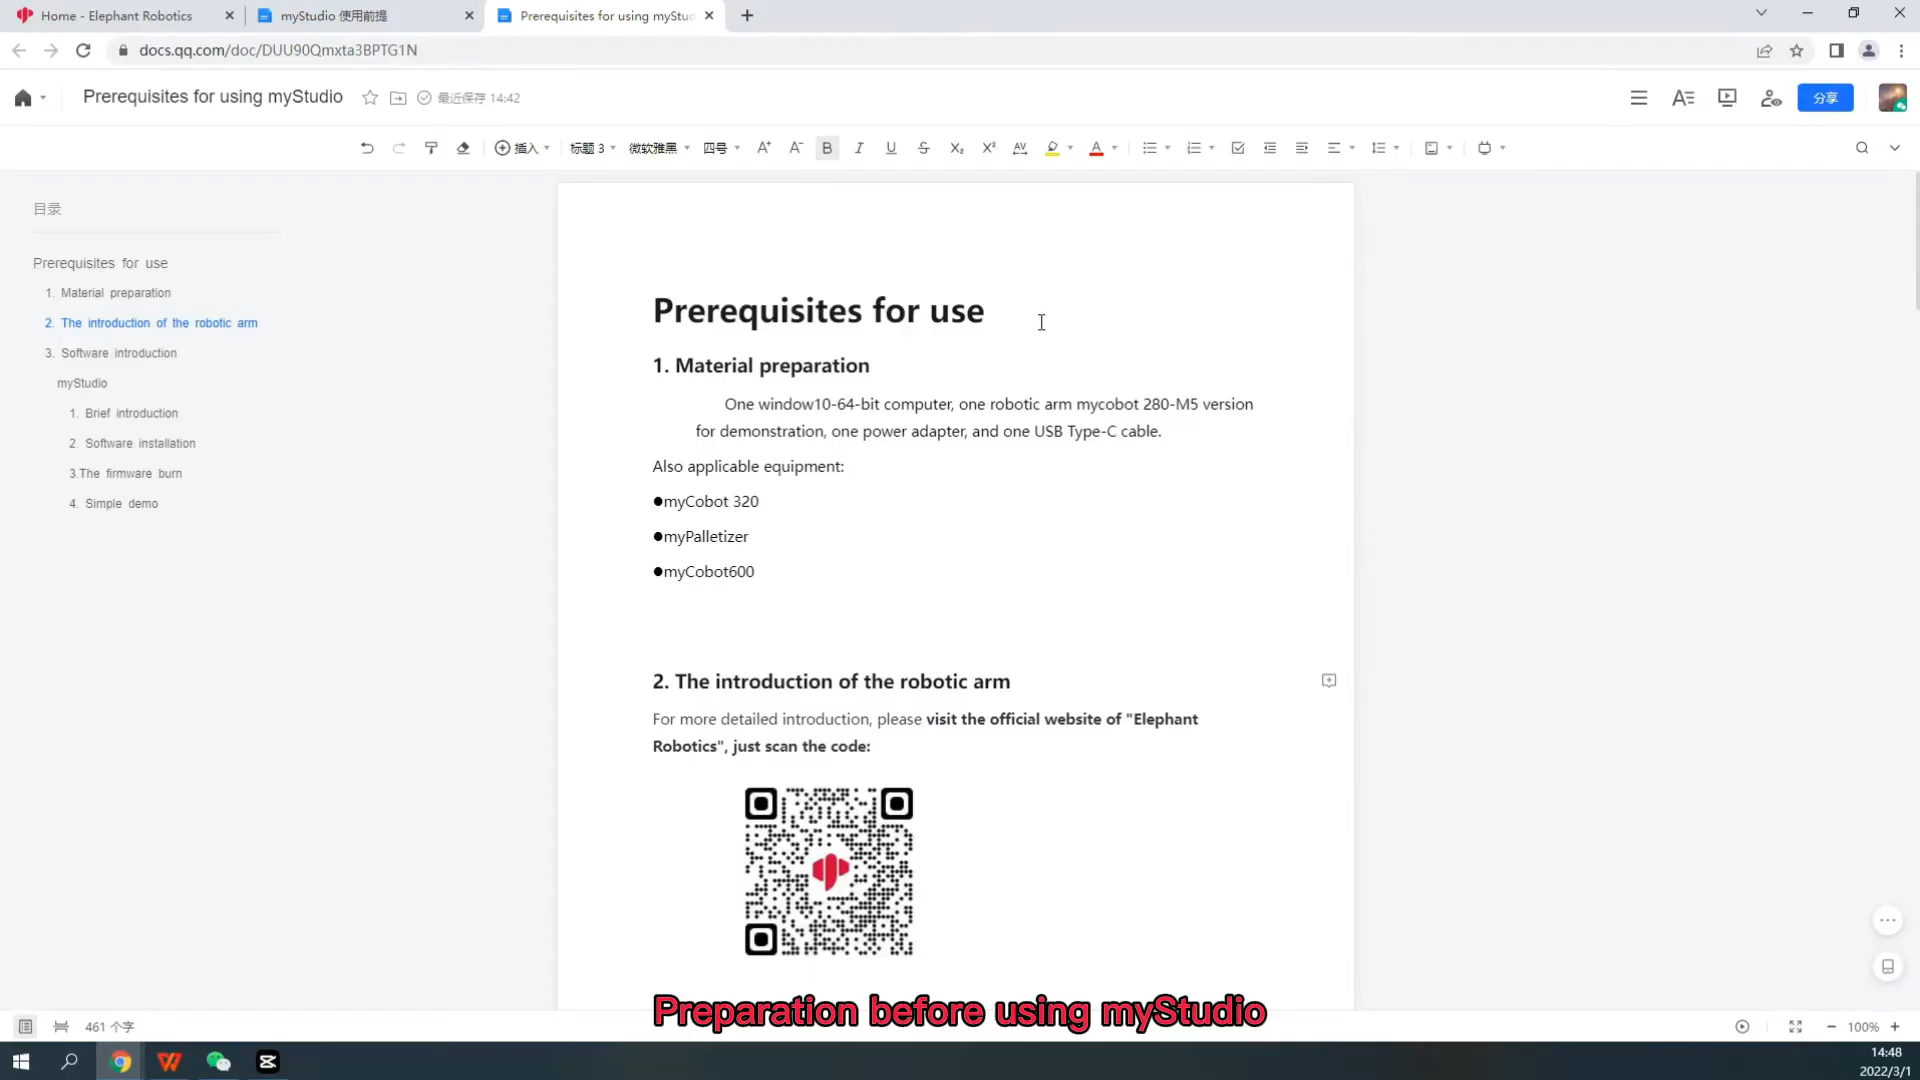 Home - Elephant Robotics
myStudio 使用前提
Prerequisites for using myStud
docs.qq.com/doc/DUU90Qmxta3BPTG1N
Prerequisites for using myStudio
最近保存 14:42
分享
插入
标题 3
微软雅黑
四号
目录
Prerequisites for use
1. Material preparation
2. The introduction of the robotic arm
3. Software introduction
myStudio
1. Brief introduction
2. Software installation
3.The firmware burn
4. Simple demo
Prerequisites for use
1. Material preparation
One window10-64-bit computer, one robotic arm mycobot 280-M5 version
for demonstration, one power adapter, and one USB Type-C cable.
Also applicable equipment:
●myCobot 320
●myPalletizer
●myCobot600
2. The introduction of the robotic arm
For more detailed introduction, please visit the official website of "Elephant
Robotics", just scan the code:
Preparation before using myStudio
461 个字
100%
14:48
2022/3/1